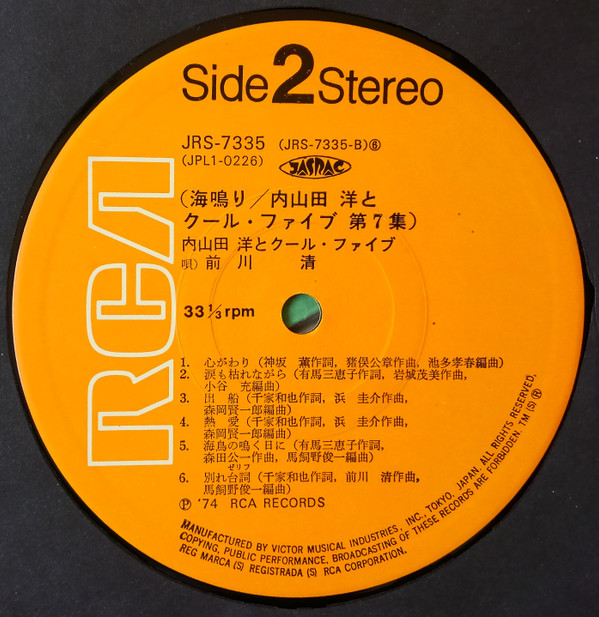 Side 2 Stereo
JRS-7335 (JRS-7335-B)⑥
(JPL1-0226) JASRAC
(海鳴り/内山田 洋と
クール・ファイブ 第7集)
内山田 洋とクール・ファイブ
唄) 前川 清
33 1/3 rpm
RCA
1. 心がわり (神坂 薫作詞, 猪俣公章作曲, 池多孝春編曲)
2. 涙も枯れながら (有馬三恵子作詞, 岩城茂美作曲,
小谷 充編曲)
3. 出 船 (千家和也作詞, 浜 圭介作曲,
森岡賢一郎編曲)
4. 熱 愛 (千家和也作詞, 浜 圭介作曲,
森岡賢一郎編曲)
5. 海鳥の鳴く日に (有馬三恵子作詞,
森田公一作曲, 馬飼野俊一編曲)
ゼリフ
6. 別れ台詞 (千家和也作詞, 前川 清作曲,
馬飼野俊一編曲)
Ⓟ '74 RCA RECORDS
MANUFACTURED BY VICTOR MUSICAL INDUSTRIES, INC., TOKYO, JAPAN. ALL RIGHTS RESERVED,
COPYING, PUBLIC PERFORMANCE, BROADCASTING OF THESE RECORDS ARE FORBIDDEN. TM (S) ®
REG MARCA (S) REGISTRADA (S) RCA CORPORATION.